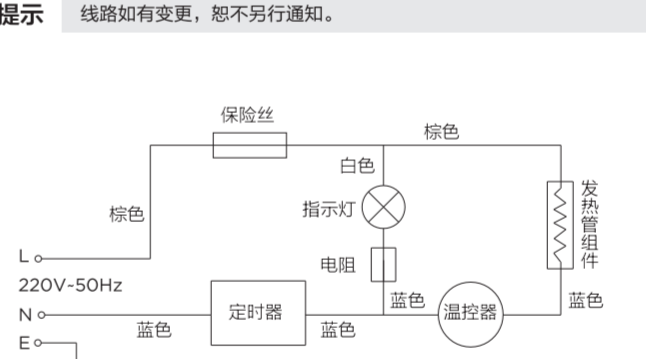 提示 线路如有变更，恕不另行通知。
保险丝
棕色
白色
棕色
指示灯
发热管组件
电阻
L
220V~50Hz
N
定时器
蓝色
温控器
蓝色
蓝色
蓝色
E